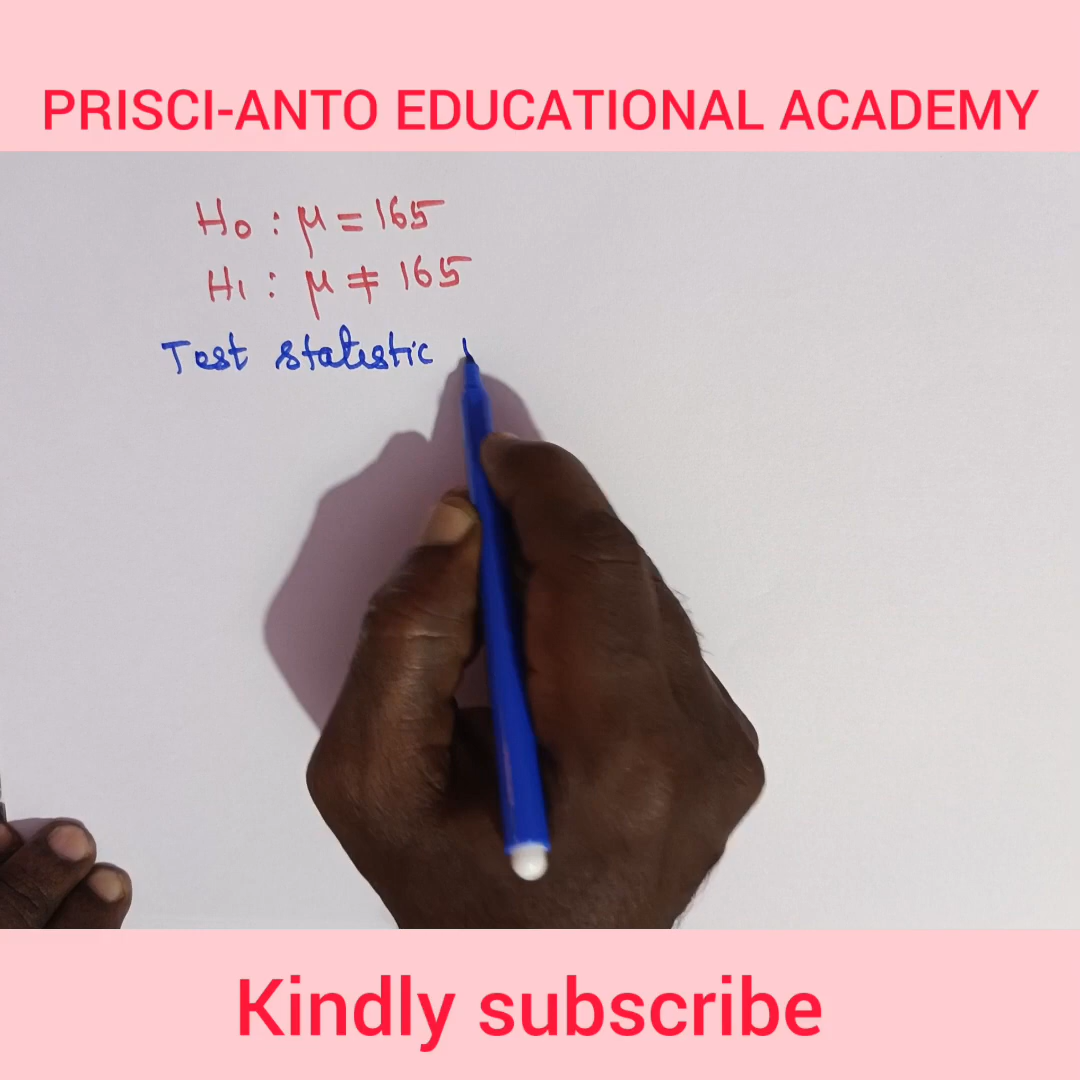 PRISCI-ANTO EDUCATIONAL ACADEMY
H0 : μ = 165
H1 : μ ≠ 165
Test statistic
Kindly subscribe